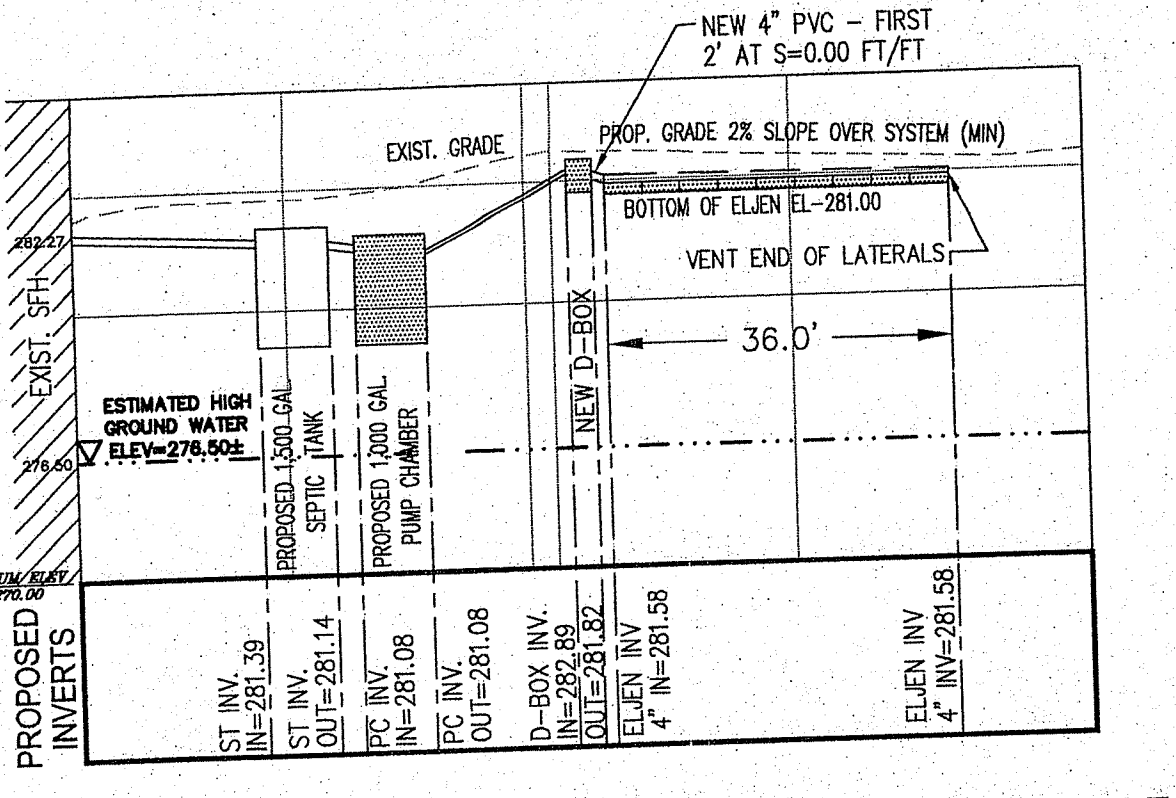 NEW 4" PVC – FIRST
2' AT S=0.00 FT/FT
EXIST. GRADE
PROP. GRADE 2% SLOPE OVER SYSTEM (MIN)
BOTTOM OF ELJEN EL-281.00
VENT END OF LATERALS
282.27
EXIST. SFH
36.0'
NEW D-BOX
ESTIMATED HIGH
GROUND WATER
ELEV=276.50±
276.50
PROPOSED 1,500 GAL.
SEPTIC TANK
PROPOSED 1,000 GAL.
PUMP CHAMBER
UM ELEV
270.00
PROPOSED
INVERTS
ST INV.
IN=281.39
ST INV.
OUT=281.14
PC INV.
IN=281.08
PC INV.
OUT=281.08
D-BOX INV.
IN=282.89
OUT=281.82
ELJEN INV
4" IN=281.58
ELJEN INV
4" INV=281.58